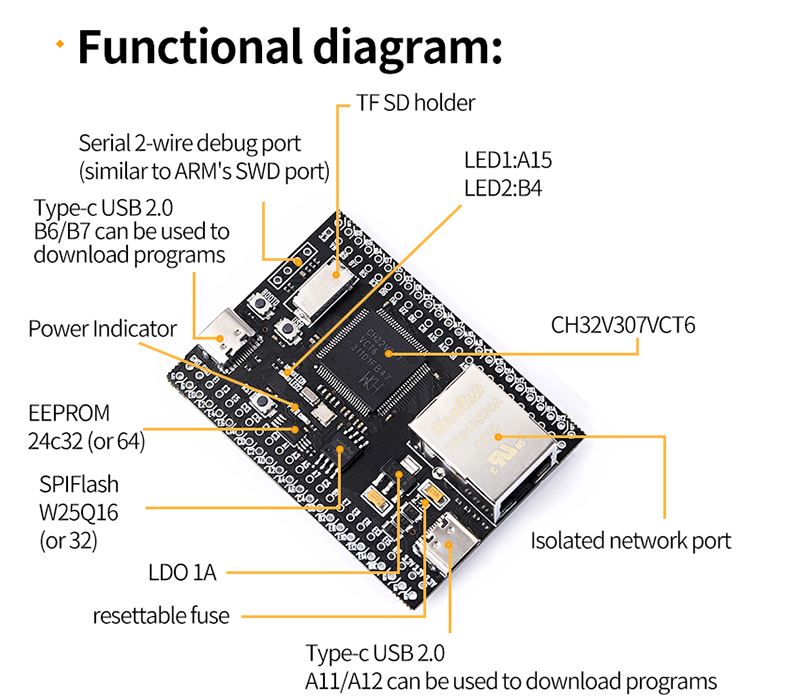 Functional diagram:
TF SD holder
Serial 2-wire debug port
(similar to ARM's SWD port)
LED1:A15
LED2:B4
Type-c USB 2.0
B6/B7 can be used to
download programs
Power Indicator
CH32V307VCT6
EEPROM
24c32 (or 64)
SPIFlash
W25Q16
(or 32)
Isolated network port
LDO 1A
resettable fuse
Type-c USB 2.0
A11/A12 can be used to download programs